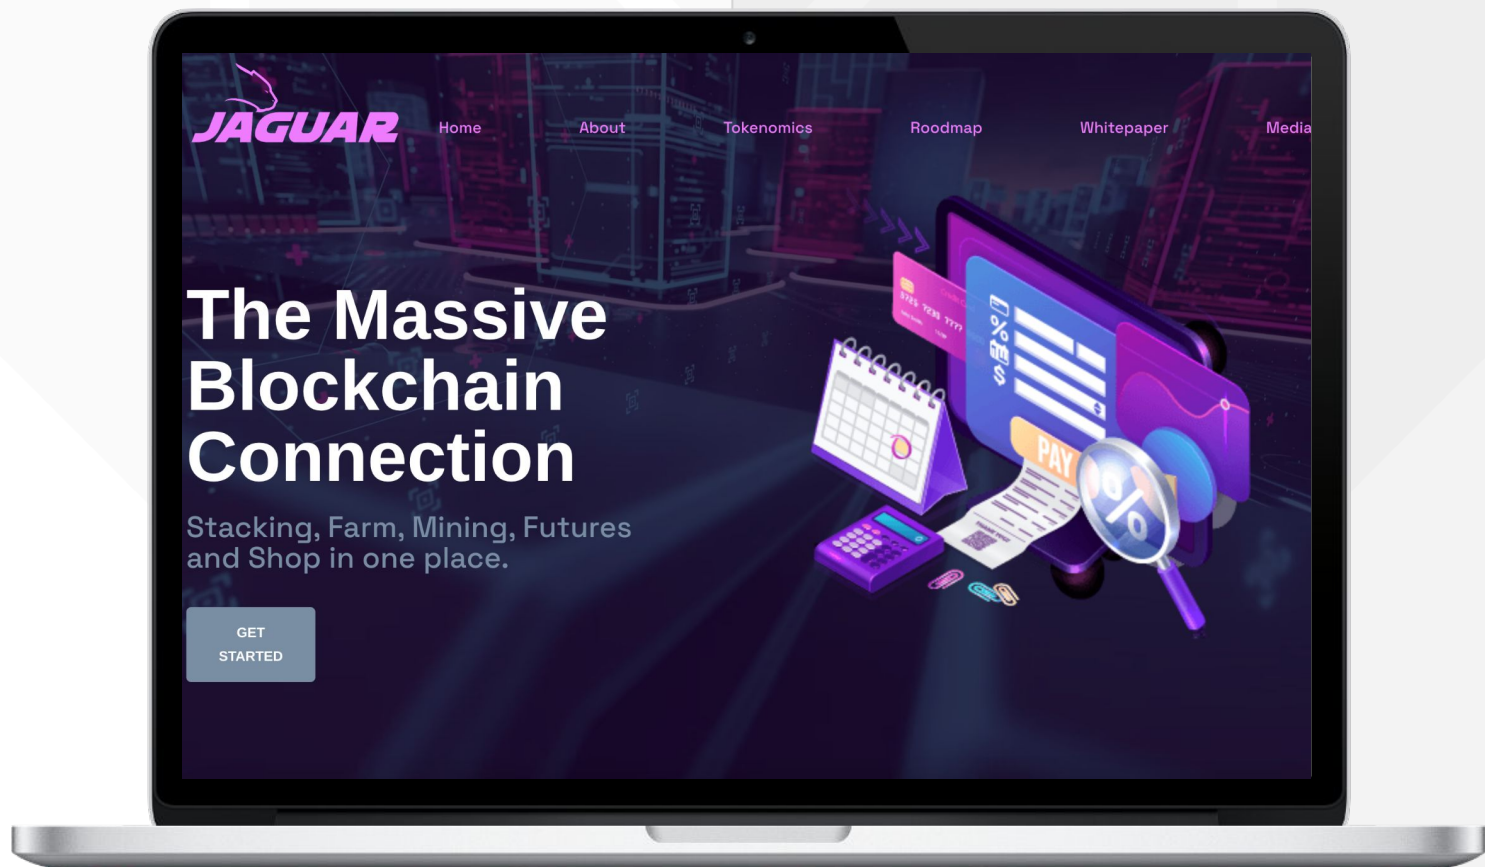 JAGUAR
Home
About
Tokenomics
Roodmap
Whitepaper
Media
The Massive
Blockchain
Connection
Stacking, Farm, Mining, Futures
and Shop in one place.
GET
STARTED
PAY
%
%
$